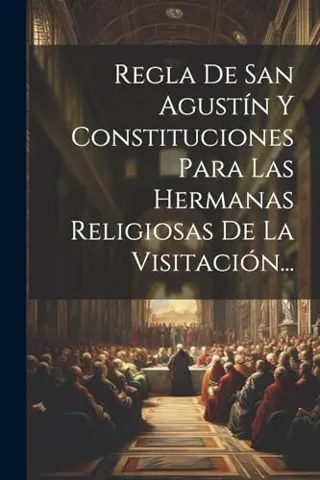 Regla De San
Agustín Y
Constituciones
Para Las
Hermanas
Religiosas De La
Visitación...